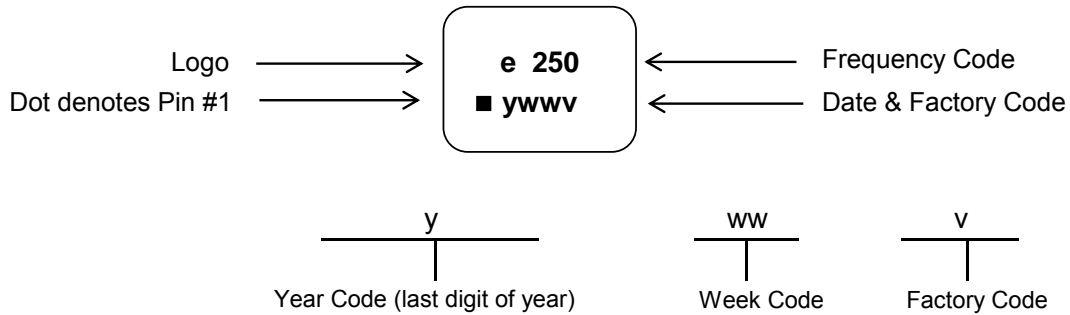 Logo
e 250
Frequency Code
Dot denotes Pin #1
■ ywwv
Date & Factory Code
y
ww
v
Year Code (last digit of year)
Week Code
Factory Code